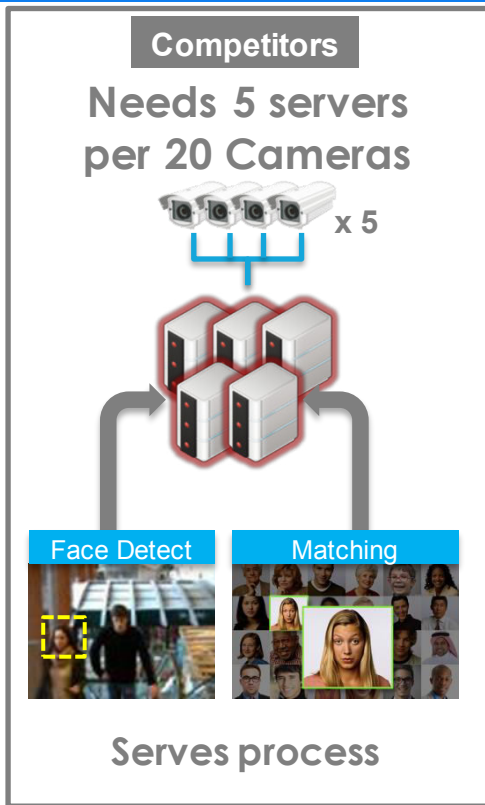 Competitors
Needs 5 servers
per 20 Cameras
x 5
Face Detect
Matching
Serves process